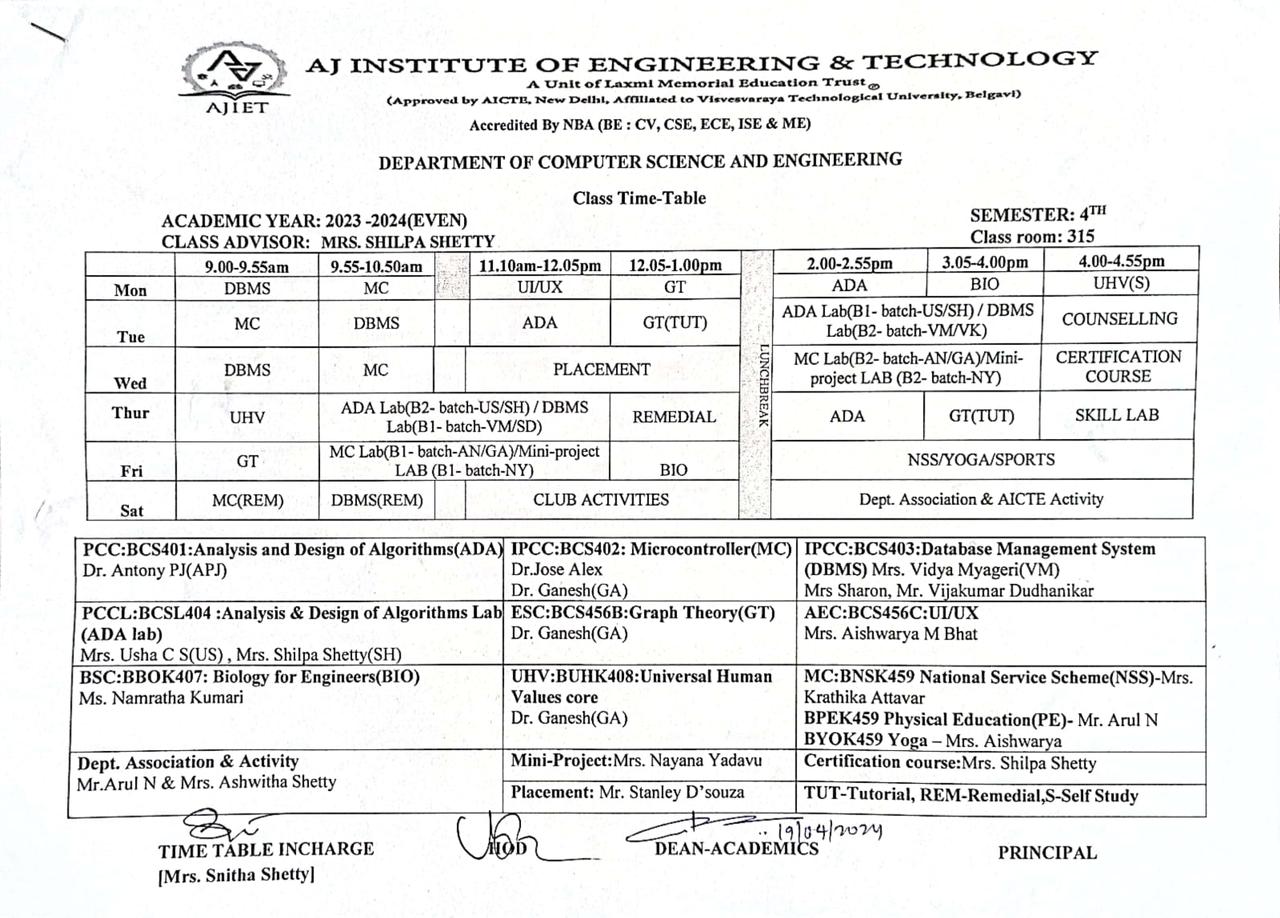 AJIET
AJ INSTITUTE OF ENGINEERING & TECHNOLOGY
A Unit of Laxmi Memorial Education Trust®
(Approved by AICTE, New Delhi, Affiliated to Visvesvaraya Technological University, Belgavi)
Accredited By NBA (BE : CV, CSE, ECE, ISE & ME)
DEPARTMENT OF COMPUTER SCIENCE AND ENGINEERING
Class Time-Table
ACADEMIC YEAR: 2023 -2024(EVEN)
SEMESTER: 4TH
CLASS ADVISOR: MRS. SHILPA SHETTY
Class room: 315
9.00-9.55am 9.55-10.50am 11.10am-12.05pm 12.05-1.00pm 2.00-2.55pm 3.05-4.00pm 4.00-4.55pm
Mon DBMS MC UI/UX GT ADA BIO UHV(S)
LUNCHBREAK
Tue MC DBMS ADA GT(TUT) ADA Lab(B1- batch-US/SH) / DBMS
Lab(B2- batch-VM/VK) COUNSELLING
Wed DBMS MC PLACEMENT MC Lab(B2- batch-AN/GA)/Mini-
project LAB (B2- batch-NY) CERTIFICATION
COURSE
Thur UHV ADA Lab(B2- batch-US/SH) / DBMS
Lab(B1- batch-VM/SD) REMEDIAL ADA GT(TUT) SKILL LAB
Fri GT MC Lab(B1- batch-AN/GA)/Mini-project
LAB (B1- batch-NY) BIO NSS/YOGA/SPORTS
Sat MC(REM) DBMS(REM) CLUB ACTIVITIES Dept. Association & AICTE Activity
PCC:BCS401:Analysis and Design of Algorithms(ADA)
Dr. Antony PJ(APJ)
IPCC:BCS402: Microcontroller(MC)
Dr.Jose Alex
Dr. Ganesh(GA)
IPCC:BCS403:Database Management System
(DBMS) Mrs. Vidya Myageri(VM)
Mrs Sharon, Mr. Vijakumar Dudhanikar
PCCL:BCSL404 :Analysis & Design of Algorithms Lab
(ADA lab)
Mrs. Usha C S(US) , Mrs. Shilpa Shetty(SH)
ESC:BCS456B:Graph Theory(GT)
Dr. Ganesh(GA)
AEC:BCS456C:UI/UX
Mrs. Aishwarya M Bhat
BSC:BBOK407: Biology for Engineers(BIO)
Ms. Namratha Kumari
UHV:BUHK408:Universal Human
Values core
Dr. Ganesh(GA)
MC:BNSK459 National Service Scheme(NSS)-Mrs.
Krathika Attavar
BPEK459 Physical Education(PE)- Mr. Arul N
BYOK459 Yoga – Mrs. Aishwarya
Dept. Association & Activity
Mr.Arul N & Mrs. Ashwitha Shetty
Mini-Project:Mrs. Nayana Yadavu
Placement: Mr. Stanley D'souza
Certification course:Mrs. Shilpa Shetty
TUT-Tutorial, REM-Remedial,S-Self Study
19/04/2024
TIME TABLE INCHARGE
HOD
DEAN-ACADEMICS
PRINCIPAL
[Mrs. Snitha Shetty]